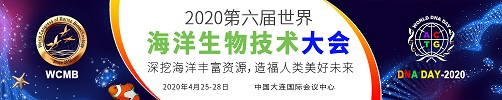 2020第六届世界
海洋生物技术大会
深挖海洋丰富资源，造福人类美好未来
2020年4月25-28日 中国大连国际会议中心
WCMB
WORLD DNA DAY
A C
T G
DNA DAY-2020